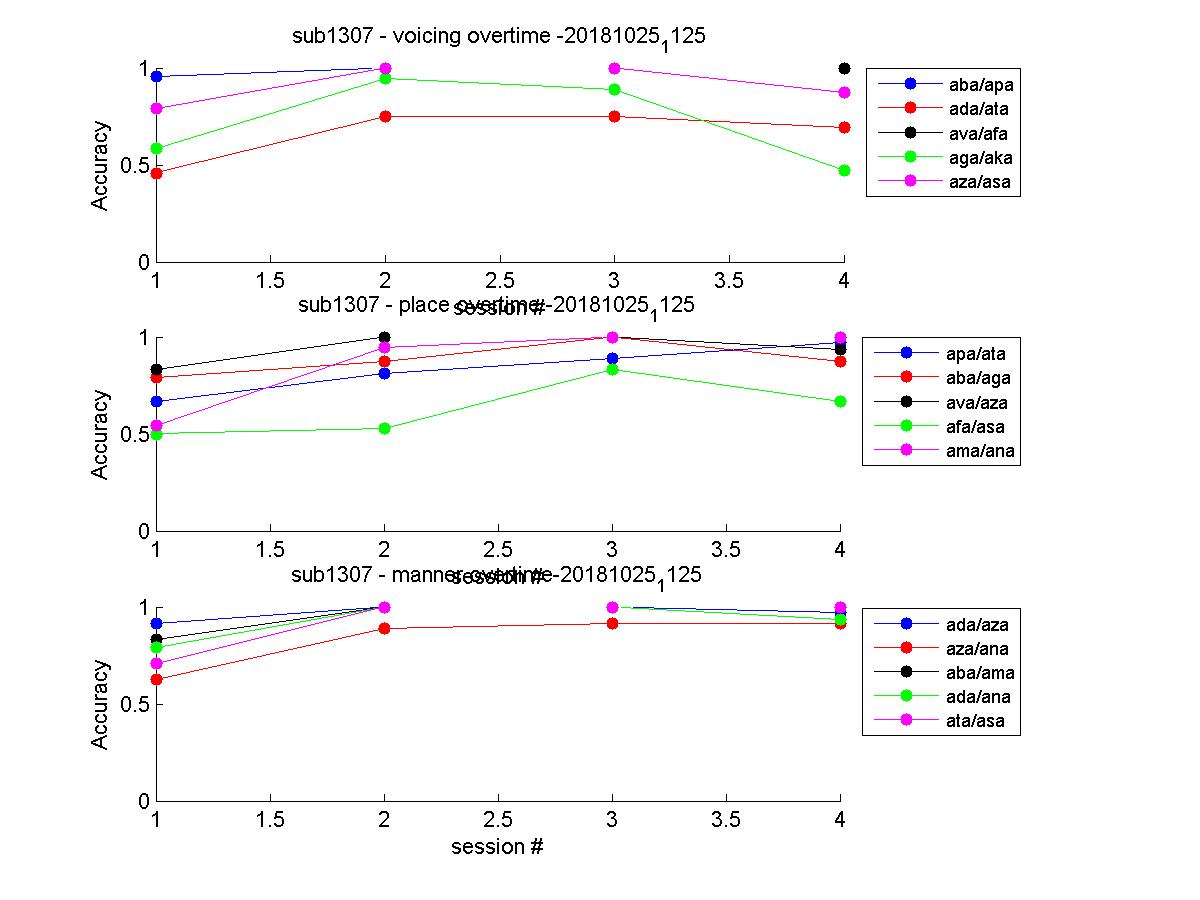 sub1307 - voicing overtime -20181025₁125
1
0.5
0
Accuracy
1 1.5 2 2.5 3 3.5 4
session #
aba/apa
ada/ata
ava/afa
aga/aka
aza/asa
sub1307 - place overtime -20181025₁125
1
0.5
0
Accuracy
1 1.5 2 2.5 3 3.5 4
session #
apa/ata
aba/aga
ava/aza
afa/asa
ama/ana
sub1307 - manner overtime -20181025₁125
1
0.5
0
Accuracy
1 1.5 2 2.5 3 3.5 4
session #
ada/aza
aza/ana
aba/ama
ada/ana
ata/asa